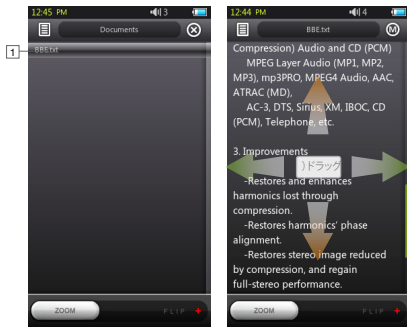 12:45 PM 3
Documents
1
BBE.txt
ZOOM
FLIP
12:44 PM 4
BBE.txt
M
Compression) Audio and CD (PCM)
MPEG Layer Audio (MP1, MP2,
MP3), mp3PRO, MPEG4 Audio, AAC,
ATRAC (MD),
AC-3, DTS, Sirius, XM, IBOC, CD
(PCM), Telephone, etc.
3. Improvements
)ドラッグ
-Restores and enhances
harmonics lost through
compression.
-Restores harmonics' phase
alignment.
-Restores stereo image reduced
by compression, and regain
full-stereo performance.
ZOOM
FLIP